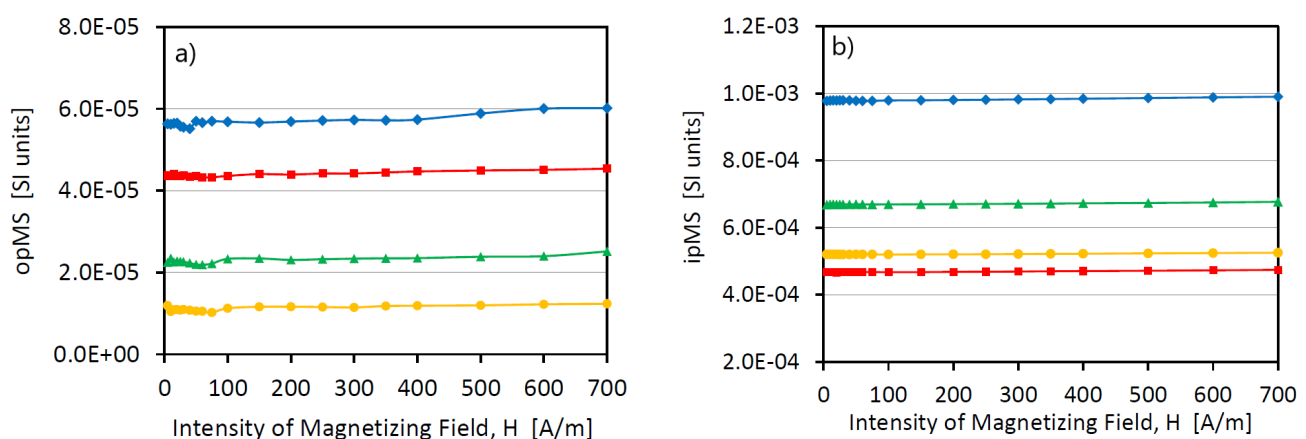 a)
opMS [SI units]
8.0E-05
6.0E-05
4.0E-05
2.0E-05
0.0E+00
0 100 200 300 400 500 600 700
Intensity of Magnetizing Field, H [A/m]
b)
ipMS [SI units]
1.2E-03
1.0E-03
8.0E-04
6.0E-04
4.0E-04
2.0E-04
0 100 200 300 400 500 600 700
Intensity of Magnetizing Field, H [A/m]